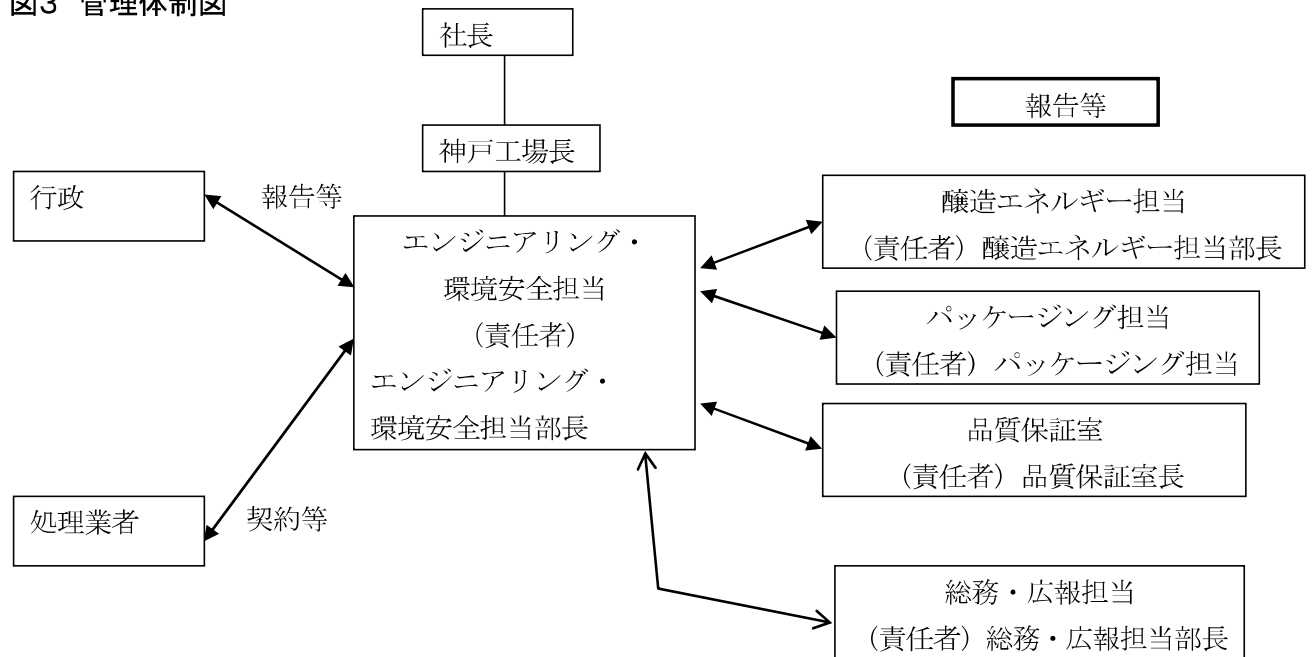 図3 管理体制図
社長
報告等
神戸工場長
行政
報告等
エンジニアリング・
環境安全担当
（責任者）
エンジニアリング・
環境安全担当部長
処理業者
契約等
醸造エネルギー担当
（責任者）醸造エネルギー担当部長
パッケージング担当
（責任者）パッケージング担当
品質保証室
（責任者）品質保証室長
総務・広報担当
（責任者）総務・広報担当部長